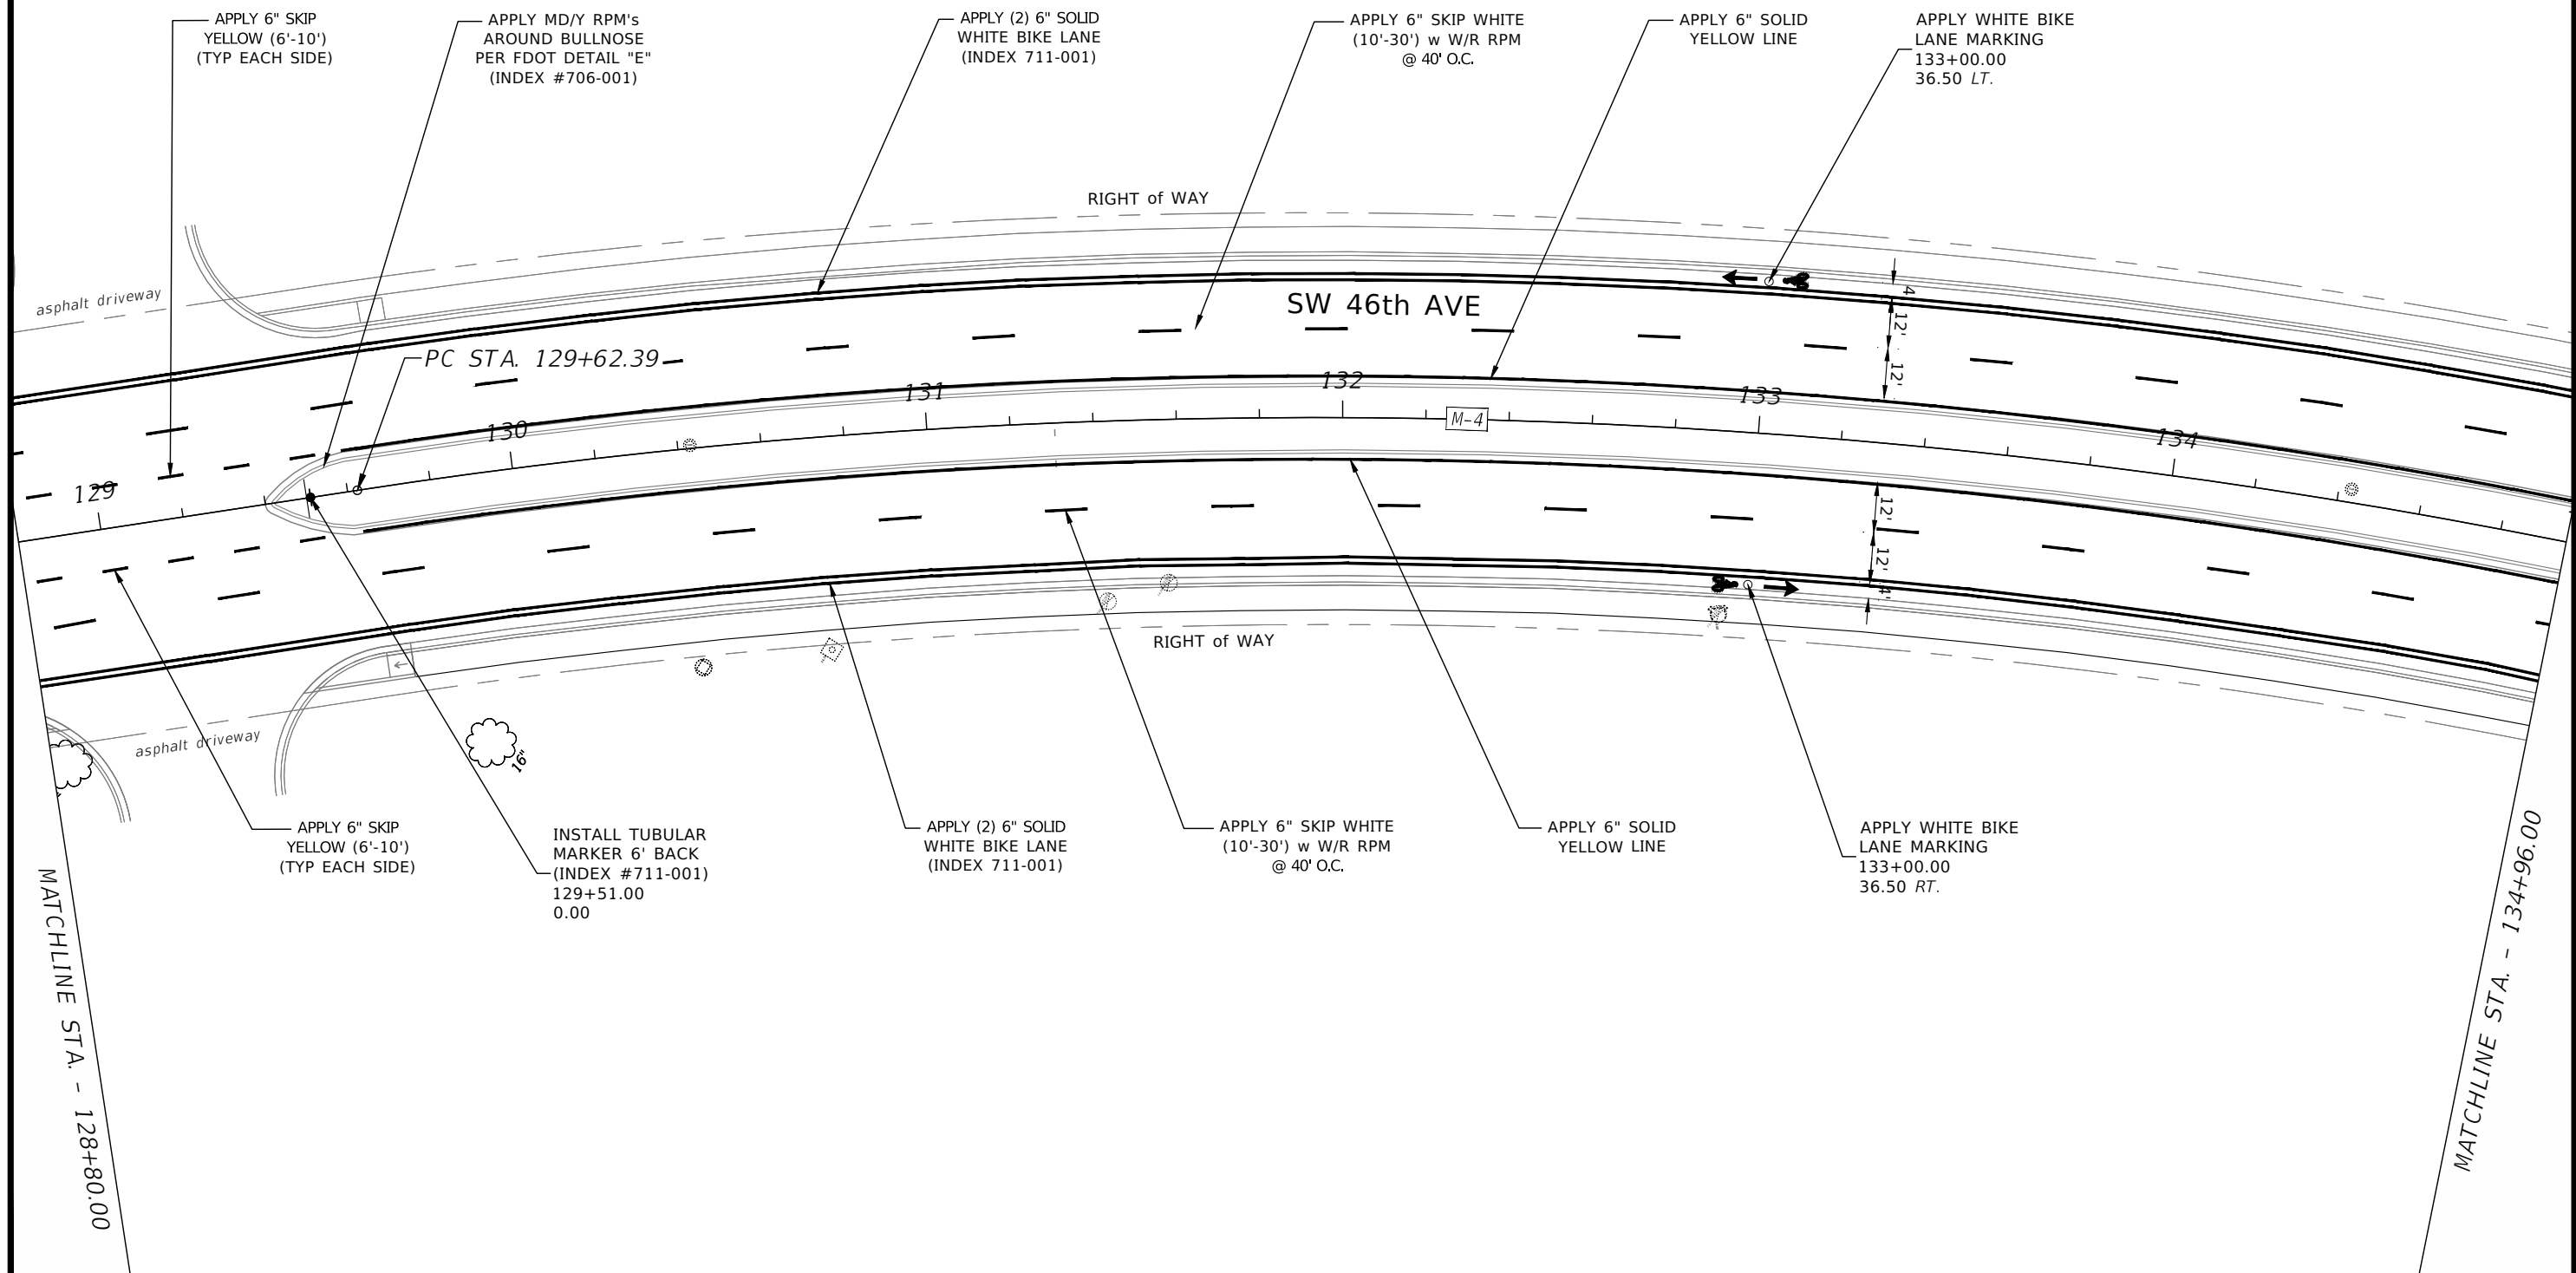 APPLY 6" SKIP
YELLOW (6'-10')
(TYP EACH SIDE)
APPLY MD/Y RPM's
AROUND BULLNOSE
PER FDOT DETAIL "E"
(INDEX #706-001)
APPLY (2) 6" SOLID
WHITE BIKE LANE
(INDEX 711-001)
APPLY 6" SKIP WHITE
(10'-30') w W/R RPM
@ 40' O.C.
APPLY 6" SOLID
YELLOW LINE
APPLY WHITE BIKE
LANE MARKING
133+00.00
36.50 LT.
RIGHT of WAY
asphalt driveway
SW 46th AVE
4'
12'
12'
PC STA. 129+62.39
129
130
131
132
133
134
M-4
12'
12'
4'
RIGHT of WAY
asphalt driveway
16"
APPLY 6" SKIP
YELLOW (6'-10')
(TYP EACH SIDE)
INSTALL TUBULAR
MARKER 6' BACK
(INDEX #711-001)
129+51.00
0.00
APPLY (2) 6" SOLID
WHITE BIKE LANE
(INDEX 711-001)
APPLY 6" SKIP WHITE
(10'-30') w W/R RPM
@ 40' O.C.
APPLY 6" SOLID
YELLOW LINE
APPLY WHITE BIKE
LANE MARKING
133+00.00
36.50 RT.
MATCHLINE STA. - 128+80.00
MATCHLINE STA. - 134+96.00